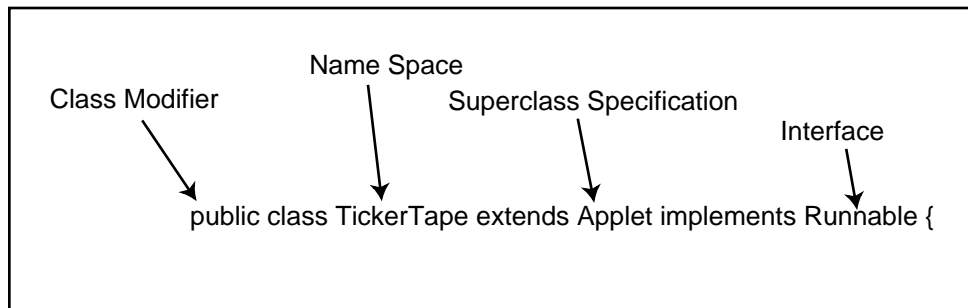 Name Space
Class Modifier
Superclass Specification
Interface
public class TickerTape extends Applet implements Runnable {